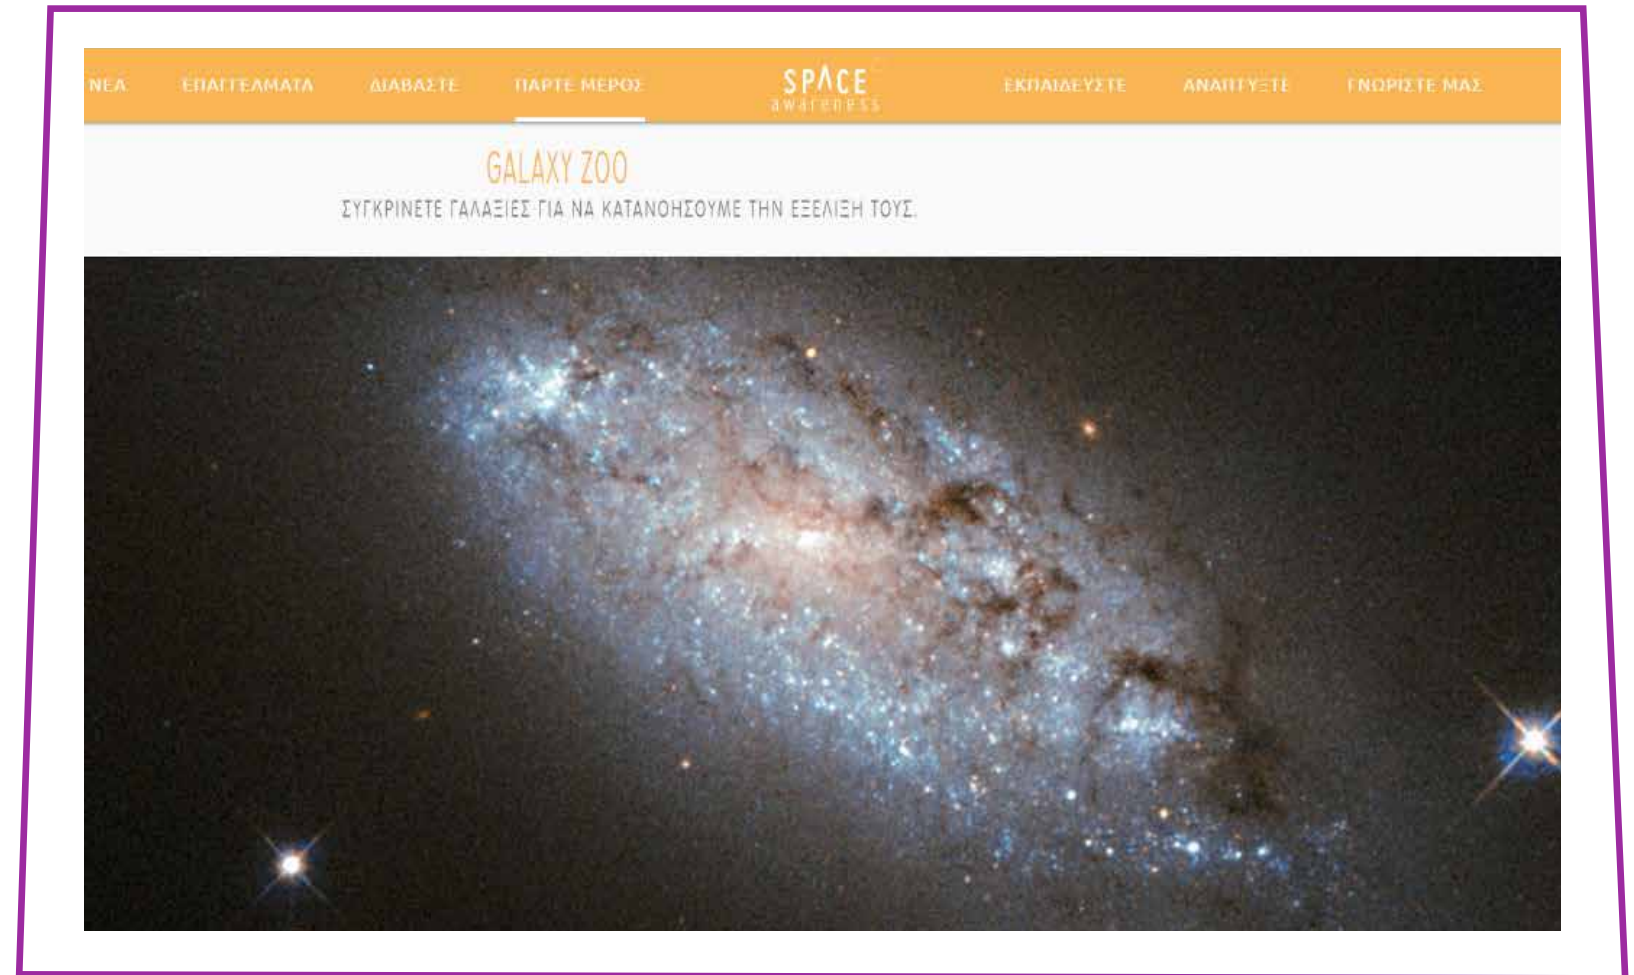 ΝΕΑ ΕΠΑΓΓΕΛΜΑΤΑ ΔΙΑΒΑΣΤΕ ΠΑΡΤΕ ΜΕΡΟΣ SPACE awareness ΕΚΠΑΙΔΕΥΣΤΕ ΑΝΑΠΤΥΞΤΕ ΓΝΩΡΙΣΤΕ ΜΑΣ
GALAXY ZOO
ΣΥΓΚΡΙΝΕΤΕ ΓΑΛΑΞΙΕΣ ΓΙΑ ΝΑ ΚΑΤΑΝΟΗΣΟΥΜΕ ΤΗΝ ΕΞΕΛΙΞΗ ΤΟΥΣ.